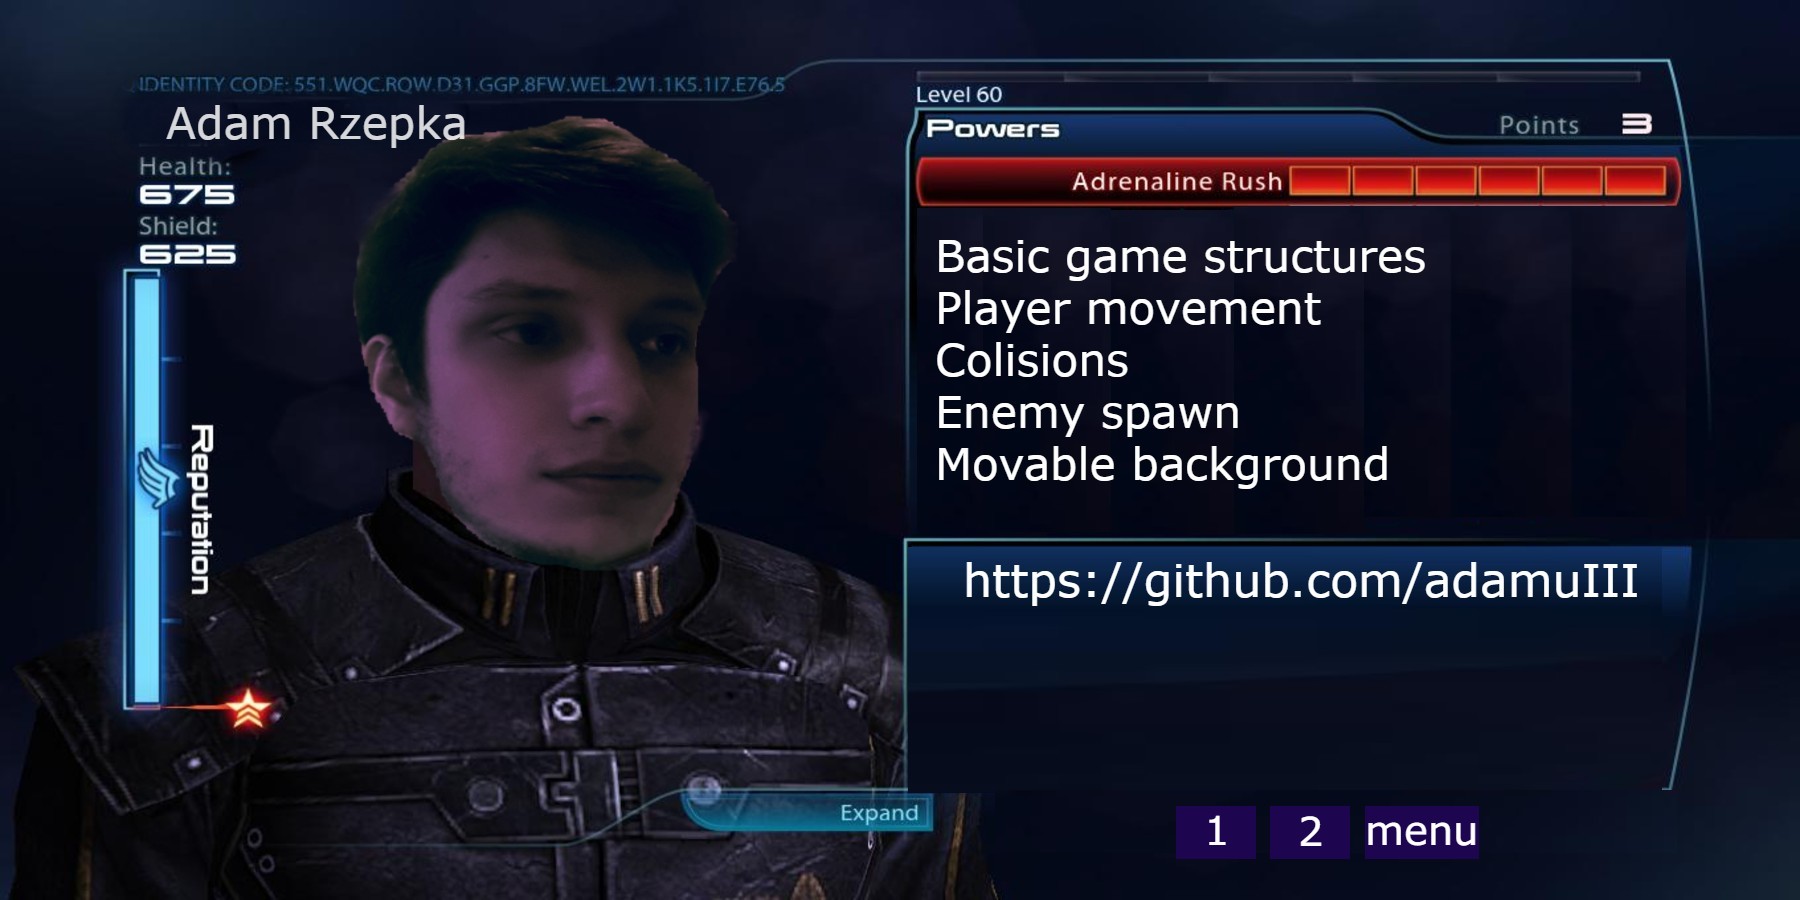 IDENTITY CODE: 551.WQC.RQW.D31.GGP.8FW.WEL.2W1.1K5.1I7.E76.5
Adam Rzepka
Health:
675
Shield:
625
Reputation
Level 60
Powers
Points 3
Adrenaline Rush
Basic game structures
Player movement
Colisions
Enemy spawn
Movable background
https://github.com/adamuIII
Expand
1 2 menu